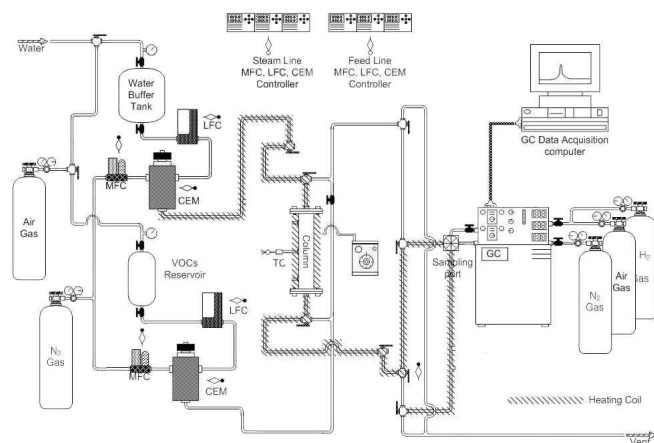 Water
Steam Line
MFC, LFC, CEM
Controller
Feed Line
MFC, LFC, CEM
Controller
Water
Buffer
Tank
LFC
MFC
CEM
GC Data Acquisition
computer
Air
Gas
VOCs
Reservoir
TC
Column
Sampling
port
GC
H2
Gas
Air
Gas
N2
Gas
LFC
N2
Gas
MFC
CEM
Heating Coil
Vent